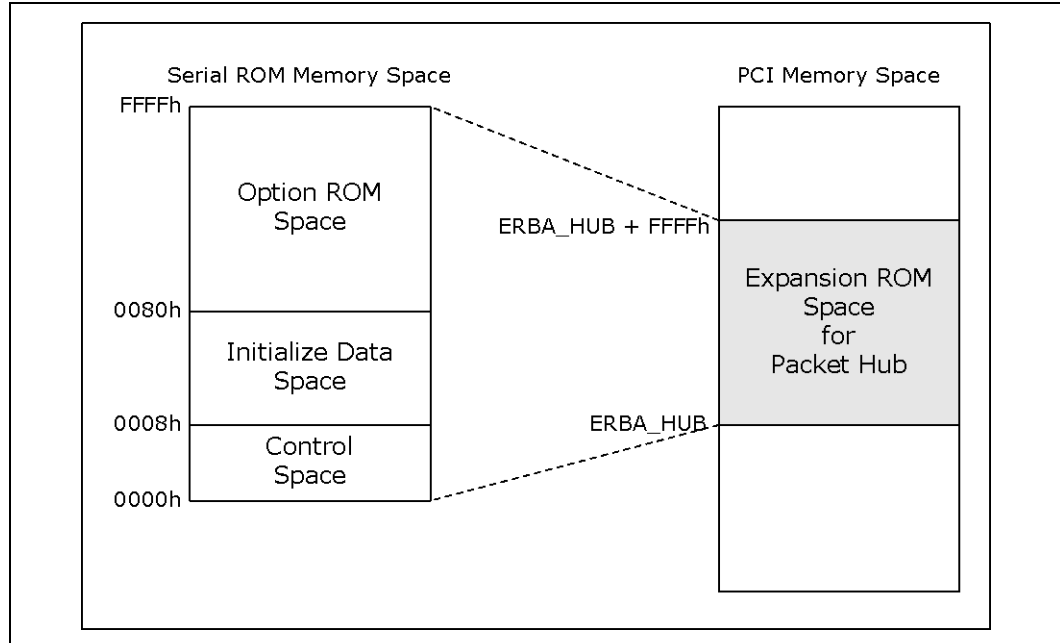 Serial ROM Memory Space
PCI Memory Space
FFFFh
Option ROM
Space
ERBA_HUB + FFFFh
Expansion ROM
Space
for
Packet Hub
0080h
Initialize Data
Space
0008h
ERBA_HUB
Control
Space
0000h